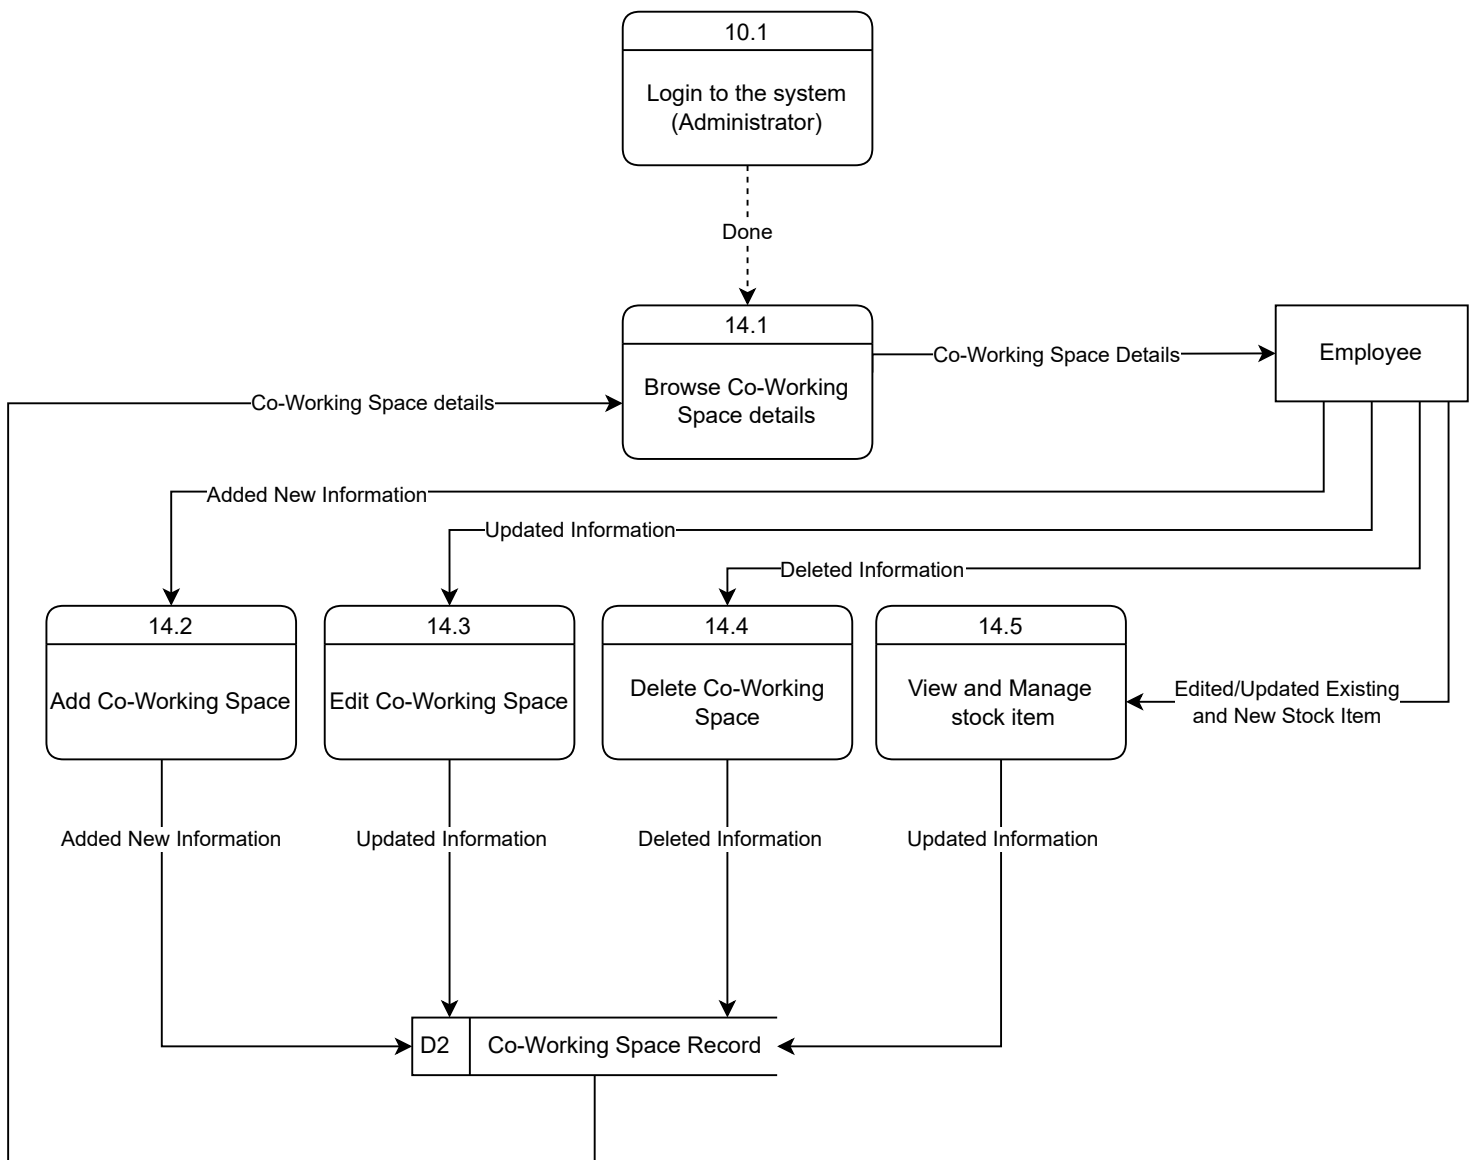 10.1
Login to the system
(Administrator)
Done
14.1
Browse Co-Working
Space details
Co-Working Space Details
Employee
Co-Working Space details
Added New Information
Updated Information
Deleted Information
14.2
Add Co-Working Space
14.3
Edit Co-Working Space
14.4
Delete Co-Working
Space
14.5
View and Manage
stock item
Edited/Updated Existing
and New Stock Item
Added New Information
Updated Information
Deleted Information
Updated Information
D2
Co-Working Space Record